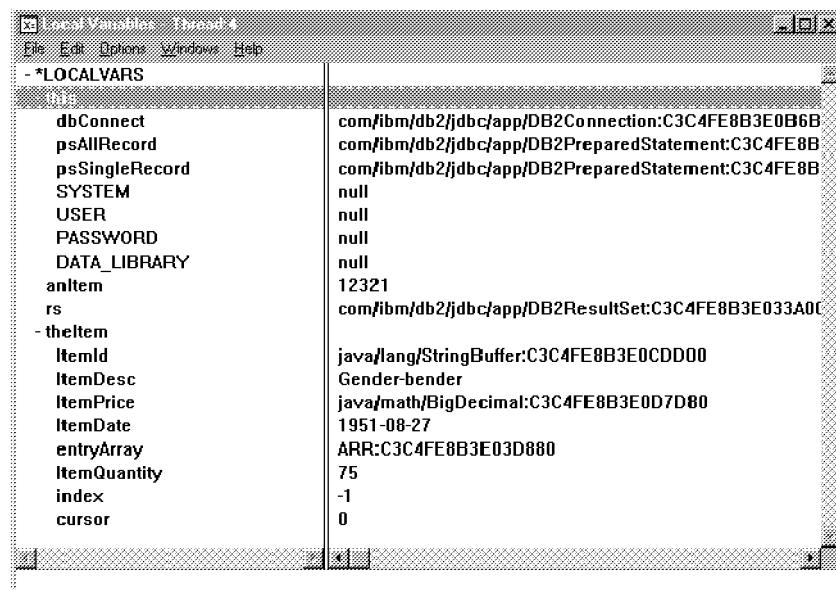 Local Variables - Thread 4
File Edit Options Windows Help
- *LOCALVARS
- this
dbConnect com/ibm/db2/jdbc/app/DB2Connection:C3C4FE8B3E0B6B
psAllRecord com/ibm/db2/jdbc/app/DB2PreparedStatement:C3C4FE8B
psSingleRecord com/ibm/db2/jdbc/app/DB2PreparedStatement:C3C4FE8B
SYSTEM null
USER null
PASSWORD null
DATA_LIBRARY null
anItem 12321
rs com/ibm/db2/jdbc/app/DB2ResultSet:C3C4FE8B3E033A0
- theItem
ItemId java/lang/StringBuffer:C3C4FE8B3E0CDD00
ItemDesc Gender-bender
ItemPrice java/math/BigDecimal:C3C4FE8B3E0D7D80
ItemDate 1951-08-27
entryArray ARR:C3C4FE8B3E03D880
ItemQuantity 75
index -1
cursor 0